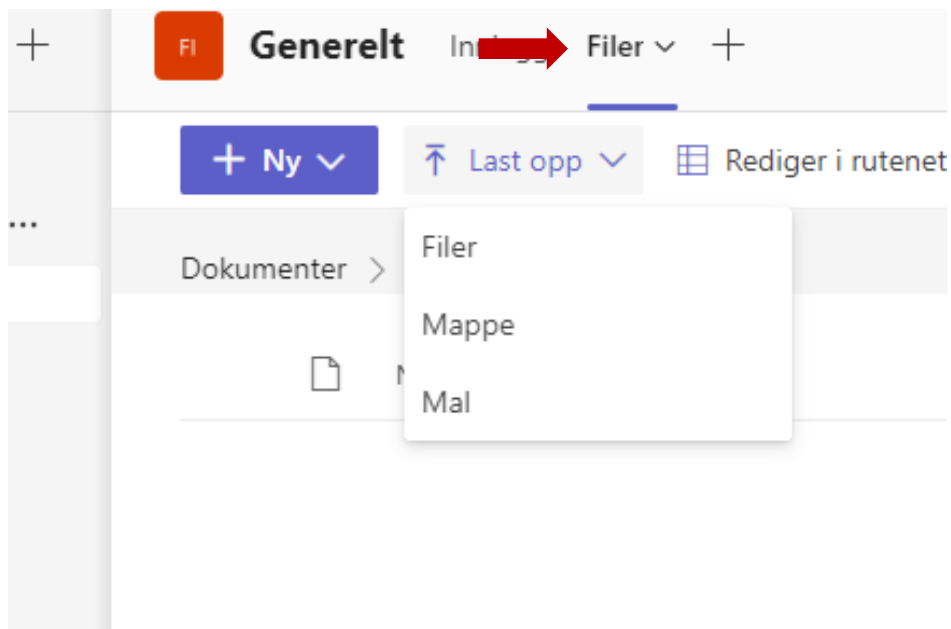 FI Generelt Filer
Ny Last opp Rediger i rutenet
Filer
Dokumenter
Mappe
Mal